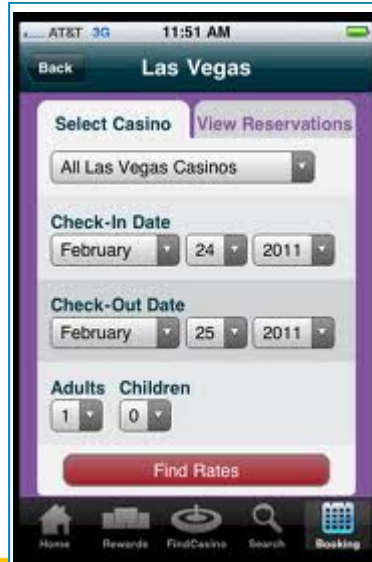 AT&T 3G 11:51 AM
Back Las Vegas
Select Casino View Reservations
All Las Vegas Casinos
Check-In Date
February 24 2011
Check-Out Date
February 25 2011
Adults Children
1 0
Find Rates
Home Rewards FindCasino Search Booking